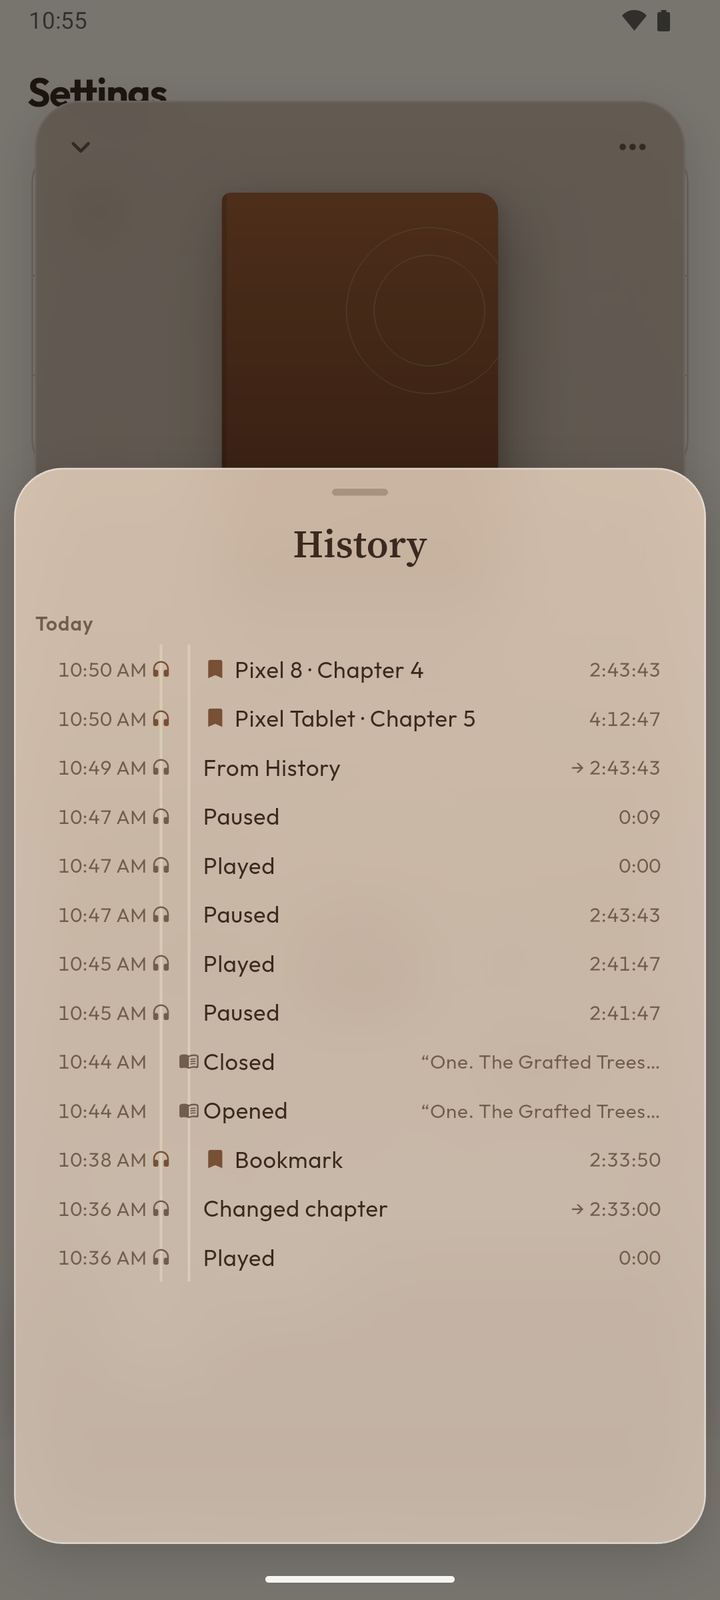 10:55
Settings
History
Today
10:50 AM Pixel 8 · Chapter 4 2:43:43
10:50 AM Pixel Tablet · Chapter 5 4:12:47
10:49 AM From History → 2:43:43
10:47 AM Paused 0:09
10:47 AM Played 0:00
10:47 AM Paused 2:43:43
10:45 AM Played 2:41:47
10:45 AM Paused 2:41:47
10:44 AM Closed “One. The Grafted Trees…
10:44 AM Opened “One. The Grafted Trees…
10:38 AM Bookmark 2:33:50
10:36 AM Changed chapter → 2:33:00
10:36 AM Played 0:00